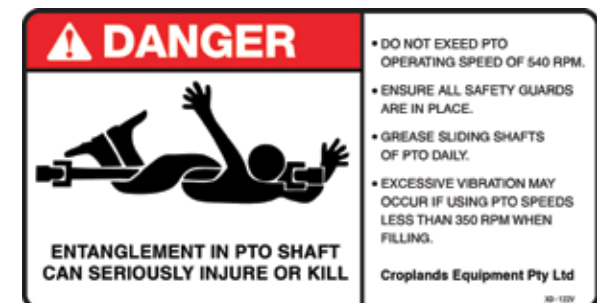 DANGER
ENTANGLEMENT IN PTO SHAFT
CAN SERIOUSLY INJURE OR KILL
• DO NOT EXEED PTO
OPERATING SPEED OF 540 RPM.
• ENSURE ALL SAFETY GUARDS
ARE IN PLACE.
• GREASE SLIDING SHAFTS
OF PTO DAILY.
• EXCESSIVE VIBRATION MAY
OCCUR IF USING PTO SPEEDS
LESS THAN 350 RPM WHEN
FILLING.
Croplands Equipment Pty Ltd